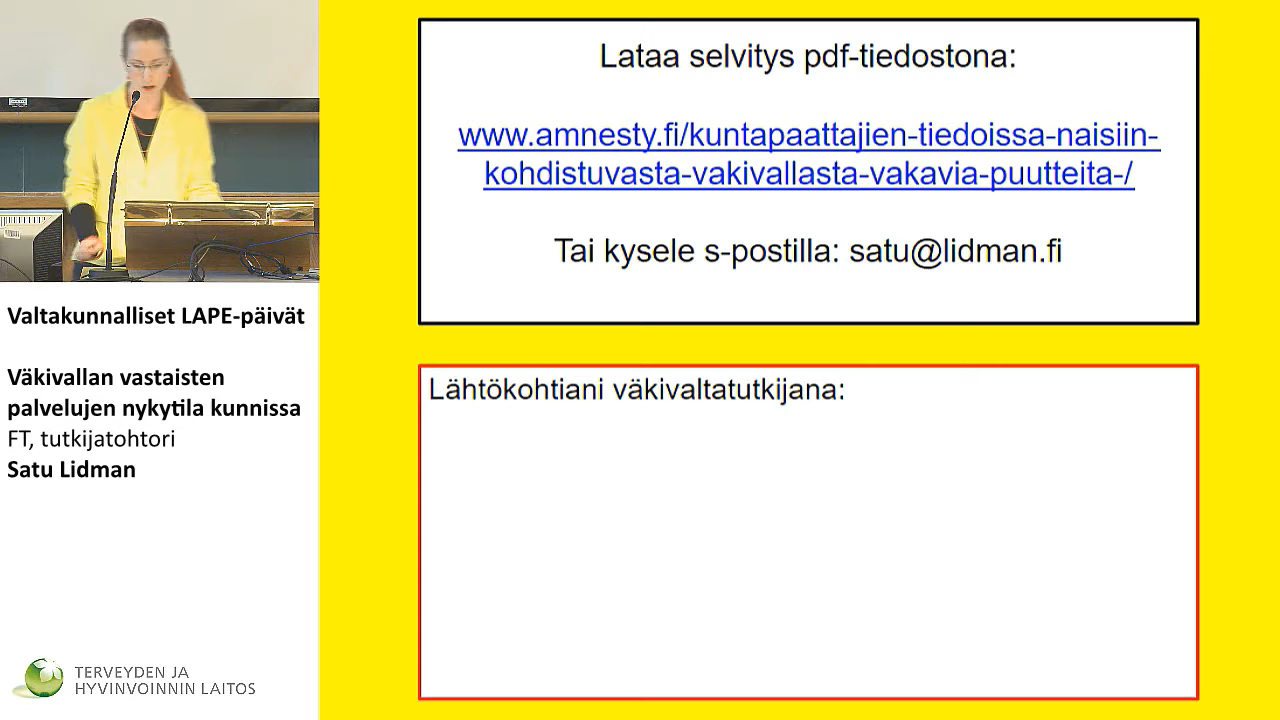 Valtakunnalliset LAPE-päivät
Väkivallan vastaisten
palvelujen nykytila kunnissa
FT, tutkijatohtori
Satu Lidman
TERVEYDEN JA
HYVINVOINNIN LAITOS
Lataa selvitys pdf-tiedostona:
www.amnesty.fi/kuntapaattajien-tiedoissa-naisiin-
kohdistuvasta-vakivallasta-vakavia-puutteita-/
Tai kysele s-postilla: satu@lidman.fi
Lähtökohtiani väkivaltatutkijana: